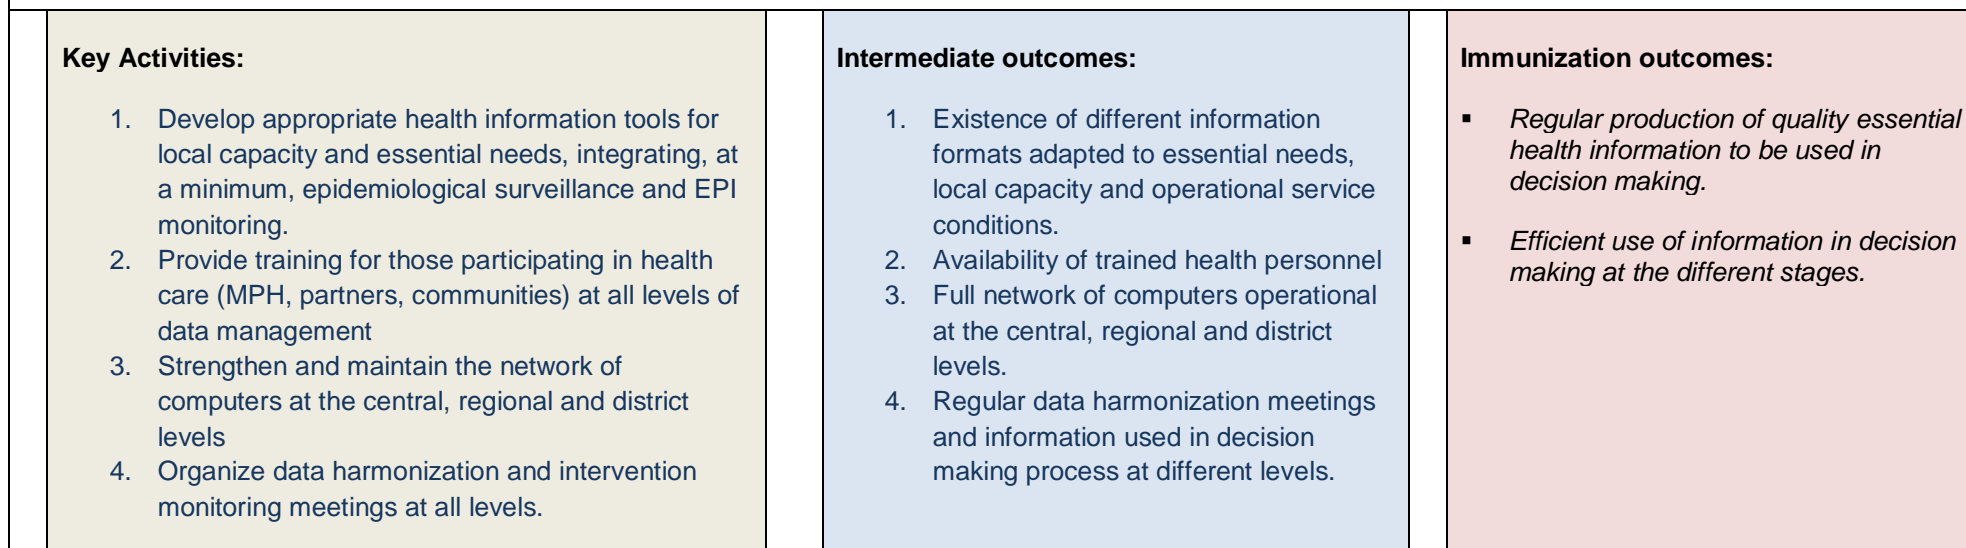 Key Activities:
1. Develop appropriate health information tools for
local capacity and essential needs, integrating, at
a minimum, epidemiological surveillance and EPI
monitoring.
2. Provide training for those participating in health
care (MPH, partners, communities) at all levels of
data management
3. Strengthen and maintain the network of
computers at the central, regional and district
levels
4. Organize data harmonization and intervention
monitoring meetings at all levels.
Intermediate outcomes:
1. Existence of different information
formats adapted to essential needs,
local capacity and operational service
conditions.
2. Availability of trained health personnel
3. Full network of computers operational
at the central, regional and district
levels.
4. Regular data harmonization meetings
and information used in decision
making process at different levels.
Immunization outcomes:
▪ Regular production of quality essential
health information to be used in
decision making.
▪ Efficient use of information in decision
making at the different stages.